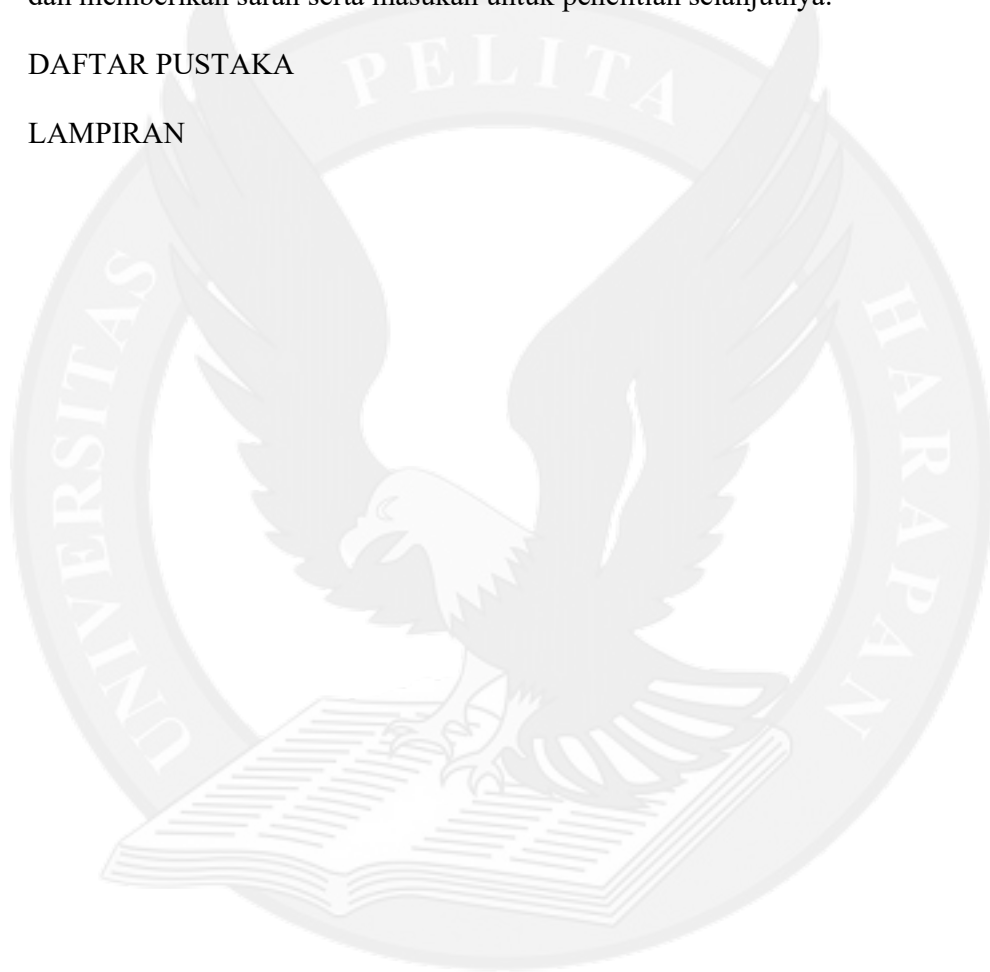 dan memberikan saran serta masukan untuk penelitian selanjutnya.
DAFTAR PUSTAKA
LAMPIRAN
UNIVERSITAS PELITA HARAPAN